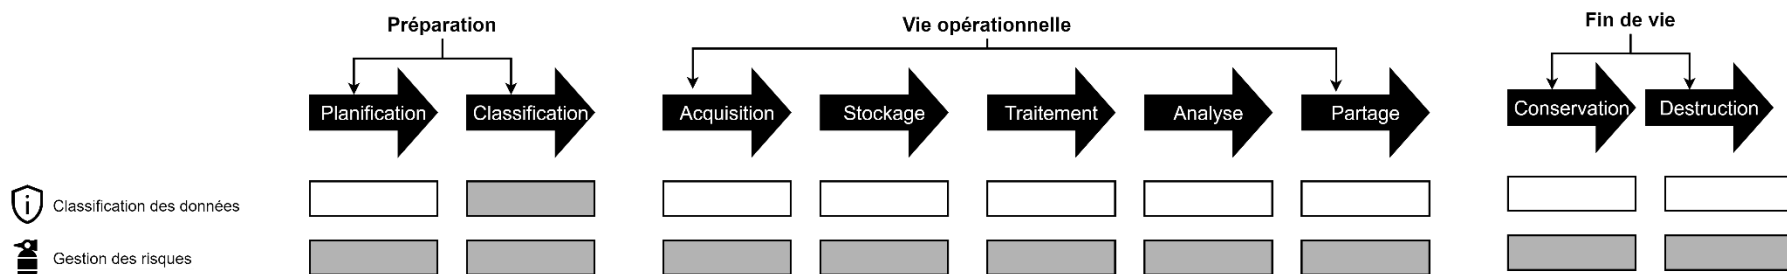 Préparation
Vie opérationnelle
Fin de vie
Planification
Classification
Acquisition
Stockage
Traitement
Analyse
Partage
Conservation
Destruction
Classification des données
Gestion des risques